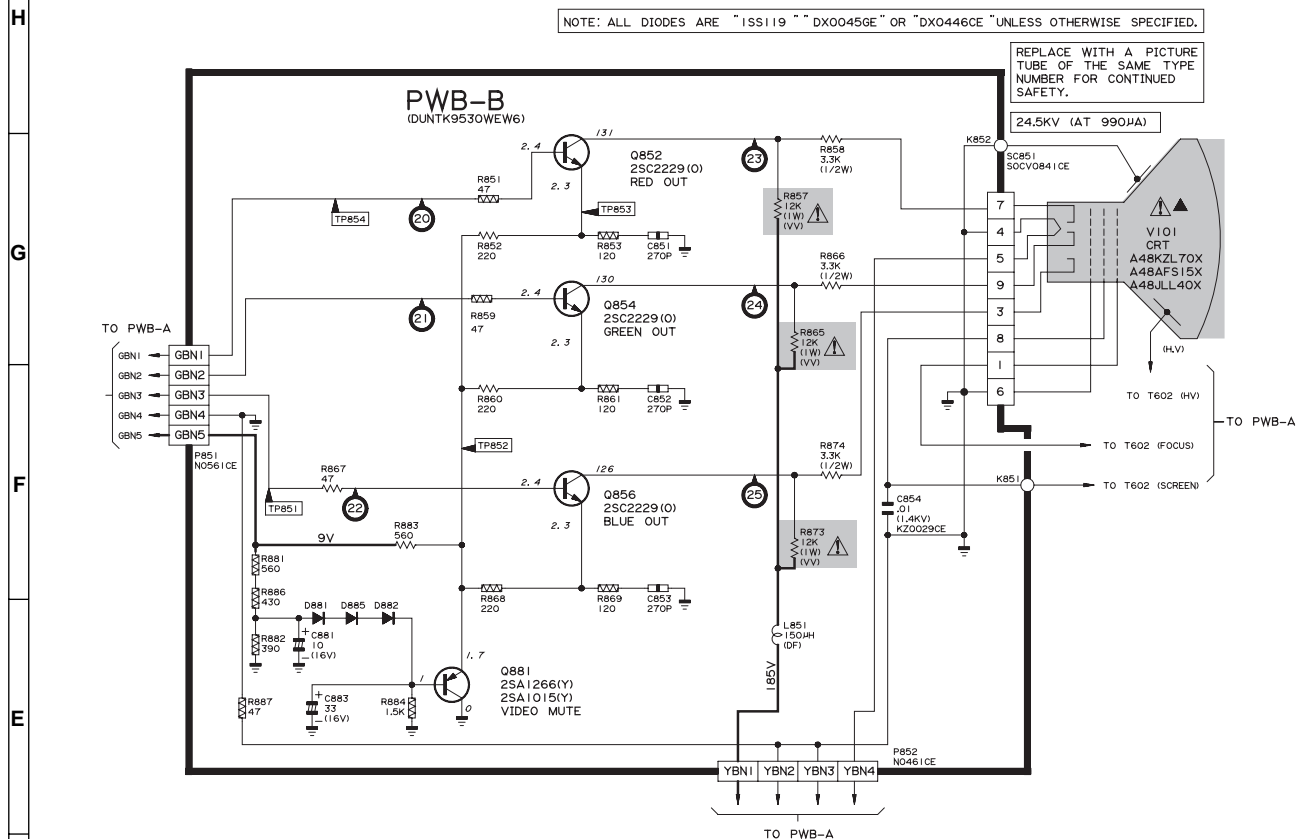 H
NOTE: ALL DIODES ARE "1SS119" "DX0045GE" OR "DX0446CE "UNLESS OTHERWISE SPECIFIED.
REPLACE WITH A PICTURE
TUBE OF THE SAME TYPE
NUMBER FOR CONTINUED
SAFETY.
PWB-B
(DUNTK9530WEW6)
24.5KV (AT 990µA)
K852
SC851
SOCV0841CE
131
2.4
Q852
2SC2229(O)
RED OUT
2.3
23
R858
3.3K
(1/2W)
R851
47
TP854
20
TP853
R857
12K
(1W)
(VV)
7
4
5
9
3
8
1
6
V101
CRT
A48KZL70X
A48AFS15X
A48JLL40X
G
R852
220
R853
120
C851
270P
R866
3.3K
(1/2W)
130
2.4
Q854
2SC2229(O)
GREEN OUT
2.3
24
21
R859
47
R865
12K
(1W)
(VV)
TO PWB-A
GBN1
GBN2
GBN3
GBN4
GBN5
GBN1
GBN2
GBN3
GBN4
GBN5
P851
N0561CE
(H.V)
TO T602 (HV)
TO PWB-A
TO T602 (FOCUS)
K851
TO T602 (SCREEN)
R860
220
R861
120
C852
270P
TP852
R874
3.3K
(1/2W)
F
R867
47
TP851
22
126
2.4
Q856
2SC2229(O)
BLUE OUT
2.3
25
C854
.01
(1.4KV)
KZ0029CE
9V
R883
560
R873
12K
(1W)
(VV)
R881
560
R886
430
R868
220
R869
120
C853
270P
D881
D885
D882
R882
390
+
C881
10
(16V)
–
L851
150µH
(DF)
185V
1.7
1
0
Q881
2SA1266(Y)
2SA1015(Y)
VIDEO MUTE
E
R887
47
+
C883
33
(16V)
–
R884
1.5K
P852
N0461CE
YBN1
YBN2
YBN3
YBN4
TO PWB-A